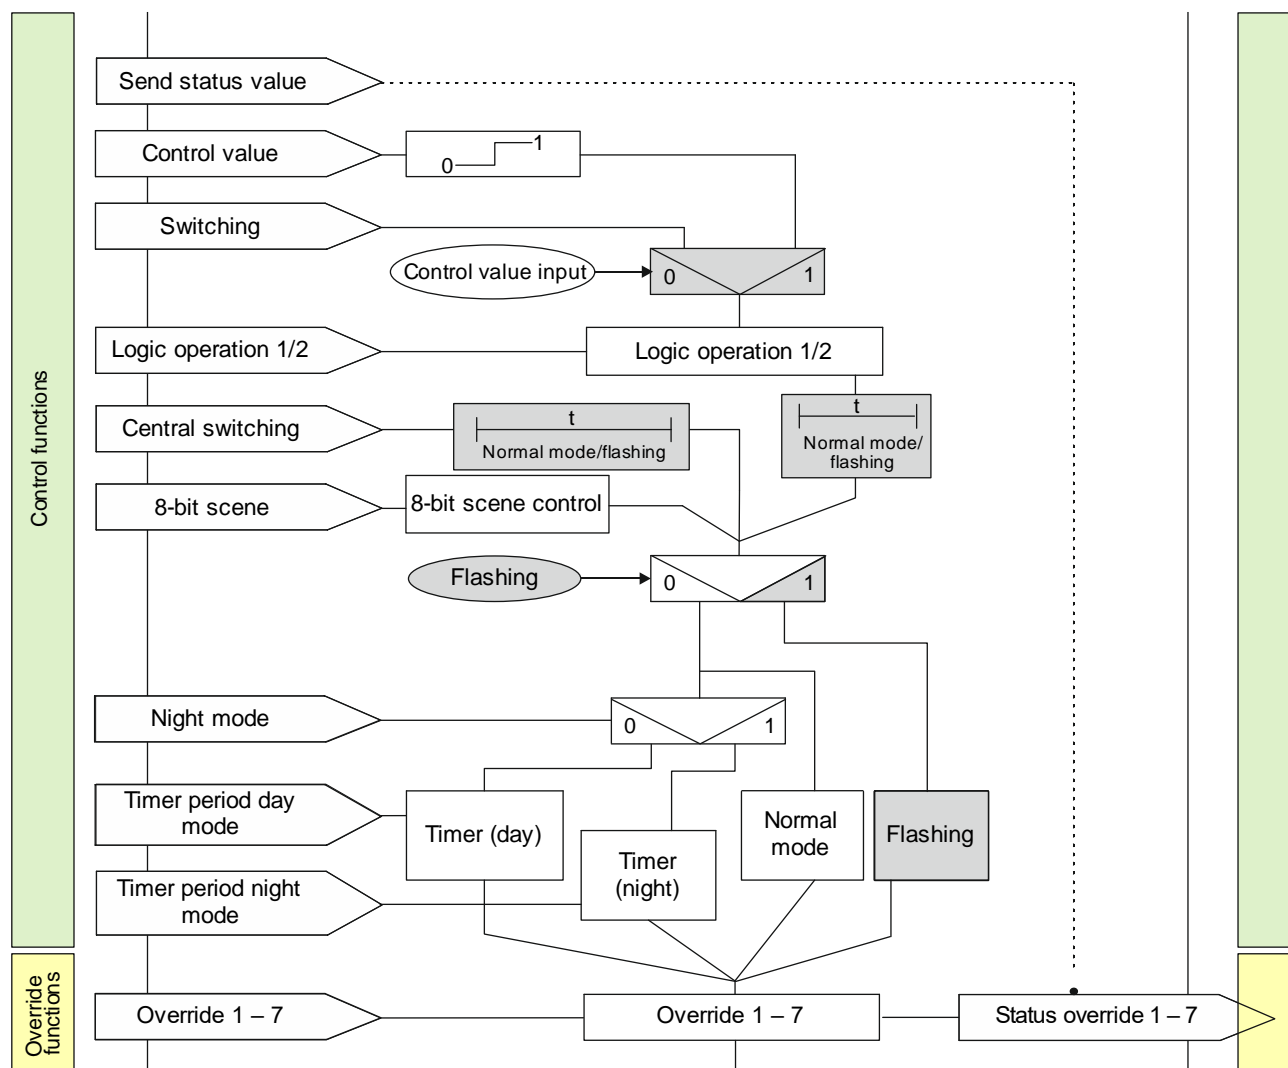 Control functions
Send status value
Control value
0
1
Switching
Control value input
0
1
Logic operation 1/2
Logic operation 1/2
Central switching
t
Normal mode/flashing
t
Normal mode/
flashing
8-bit scene
8-bit scene control
Flashing
0
1
Night mode
0
1
Timer period day
mode
Timer (day)
Timer
(night)
Normal
mode
Flashing
Timer period night
mode
Override
functions
Override 1 – 7
Override 1 – 7
Status override 1 – 7